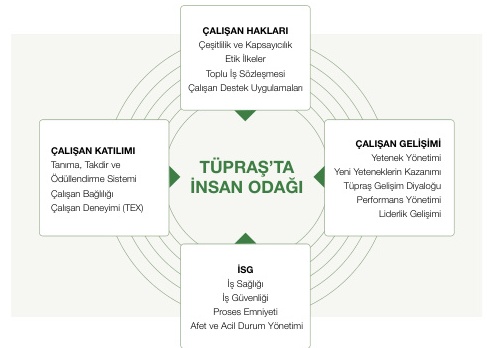 ÇALIŞAN HAKLARI
Çeşitlilik ve Kapsayıcılık
Etik İlkeler
Toplu İş Sözleşmesi
Çalışan Destek Uygulamaları
ÇALIŞAN KATILIMI
Tanıma, Takdir ve
Ödüllendirme Sistemi
Çalışan Bağlılığı
Çalışan Deneyimi (TEX)
TÜPRAŞ’TA
İNSAN ODAĞI
ÇALIŞAN GELİŞİMİ
Yetenek Yönetimi
Yeni Yeteneklerin Kazanımı
Tüpraş Gelişim Diyaloğu
Performans Yönetimi
Liderlik Gelişimi
İSG
İş Sağlığı
İş Güvenliği
Proses Emniyeti
Afet ve Acil Durum Yönetimi